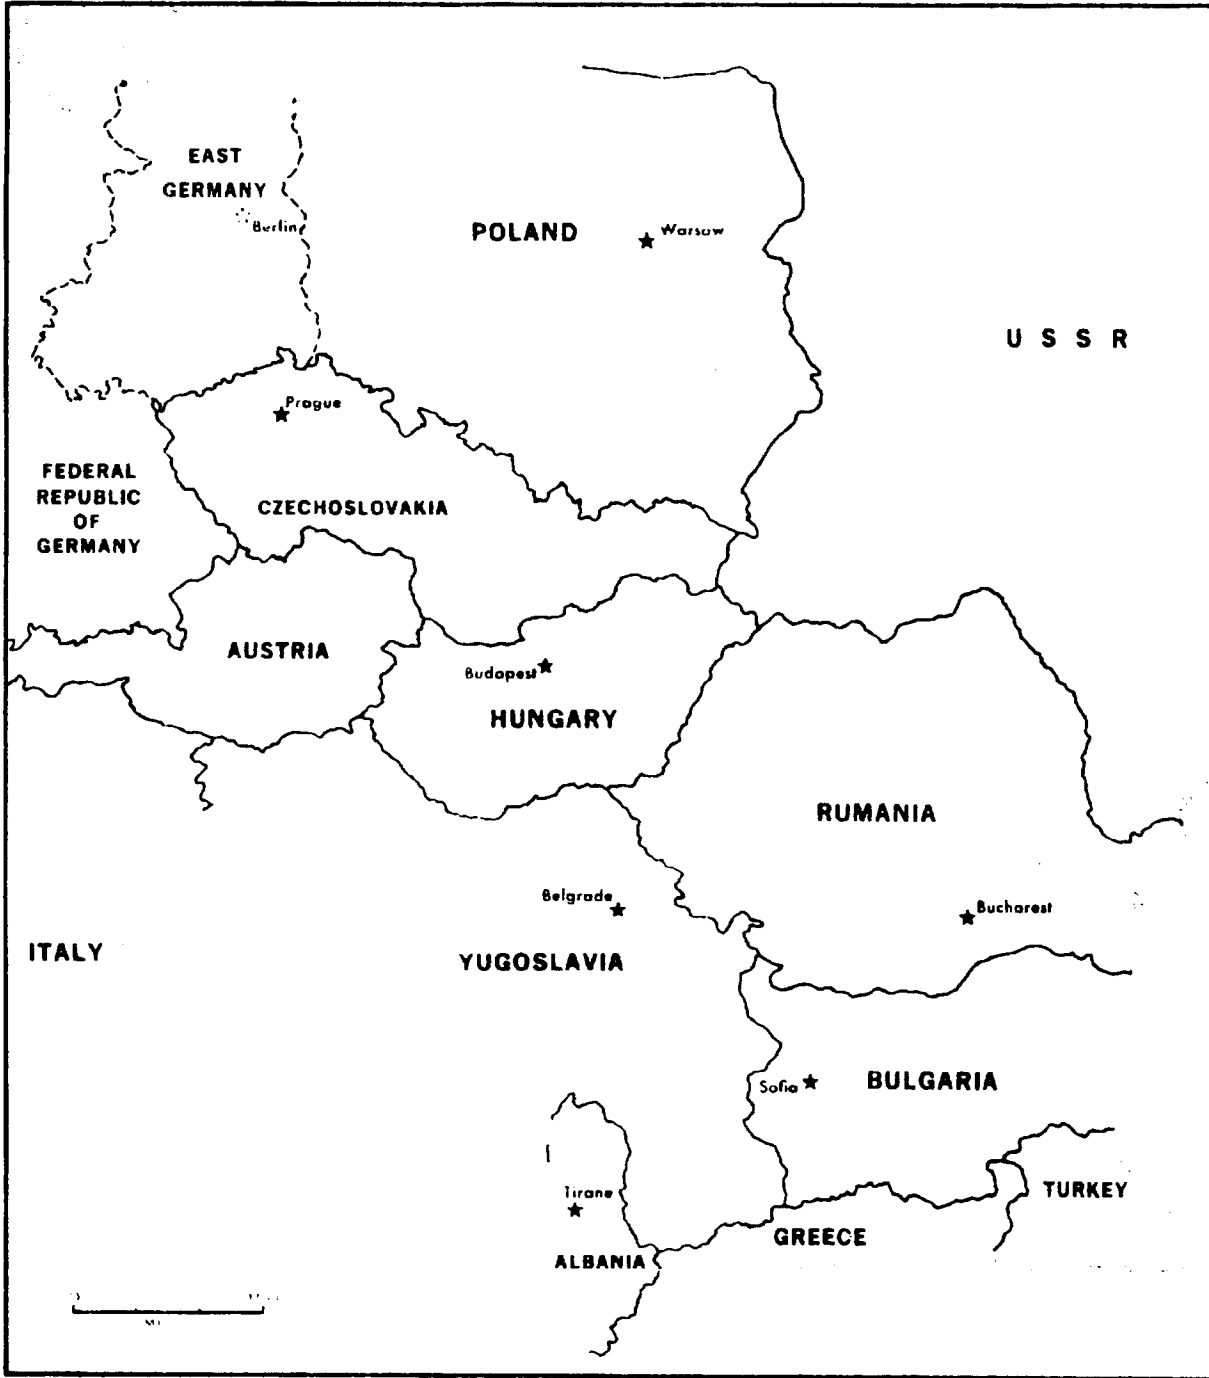 EAST
GERMANY
Berlin
POLAND
Warsaw
U S S R
Prague
FEDERAL
REPUBLIC
OF
GERMANY
CZECHOSLOVAKIA
AUSTRIA
Budapest
HUNGARY
RUMANIA
Belgrade
Bucharest
ITALY
YUGOSLAVIA
Sofia
BULGARIA
Tirane
TURKEY
GREECE
ALBANIA